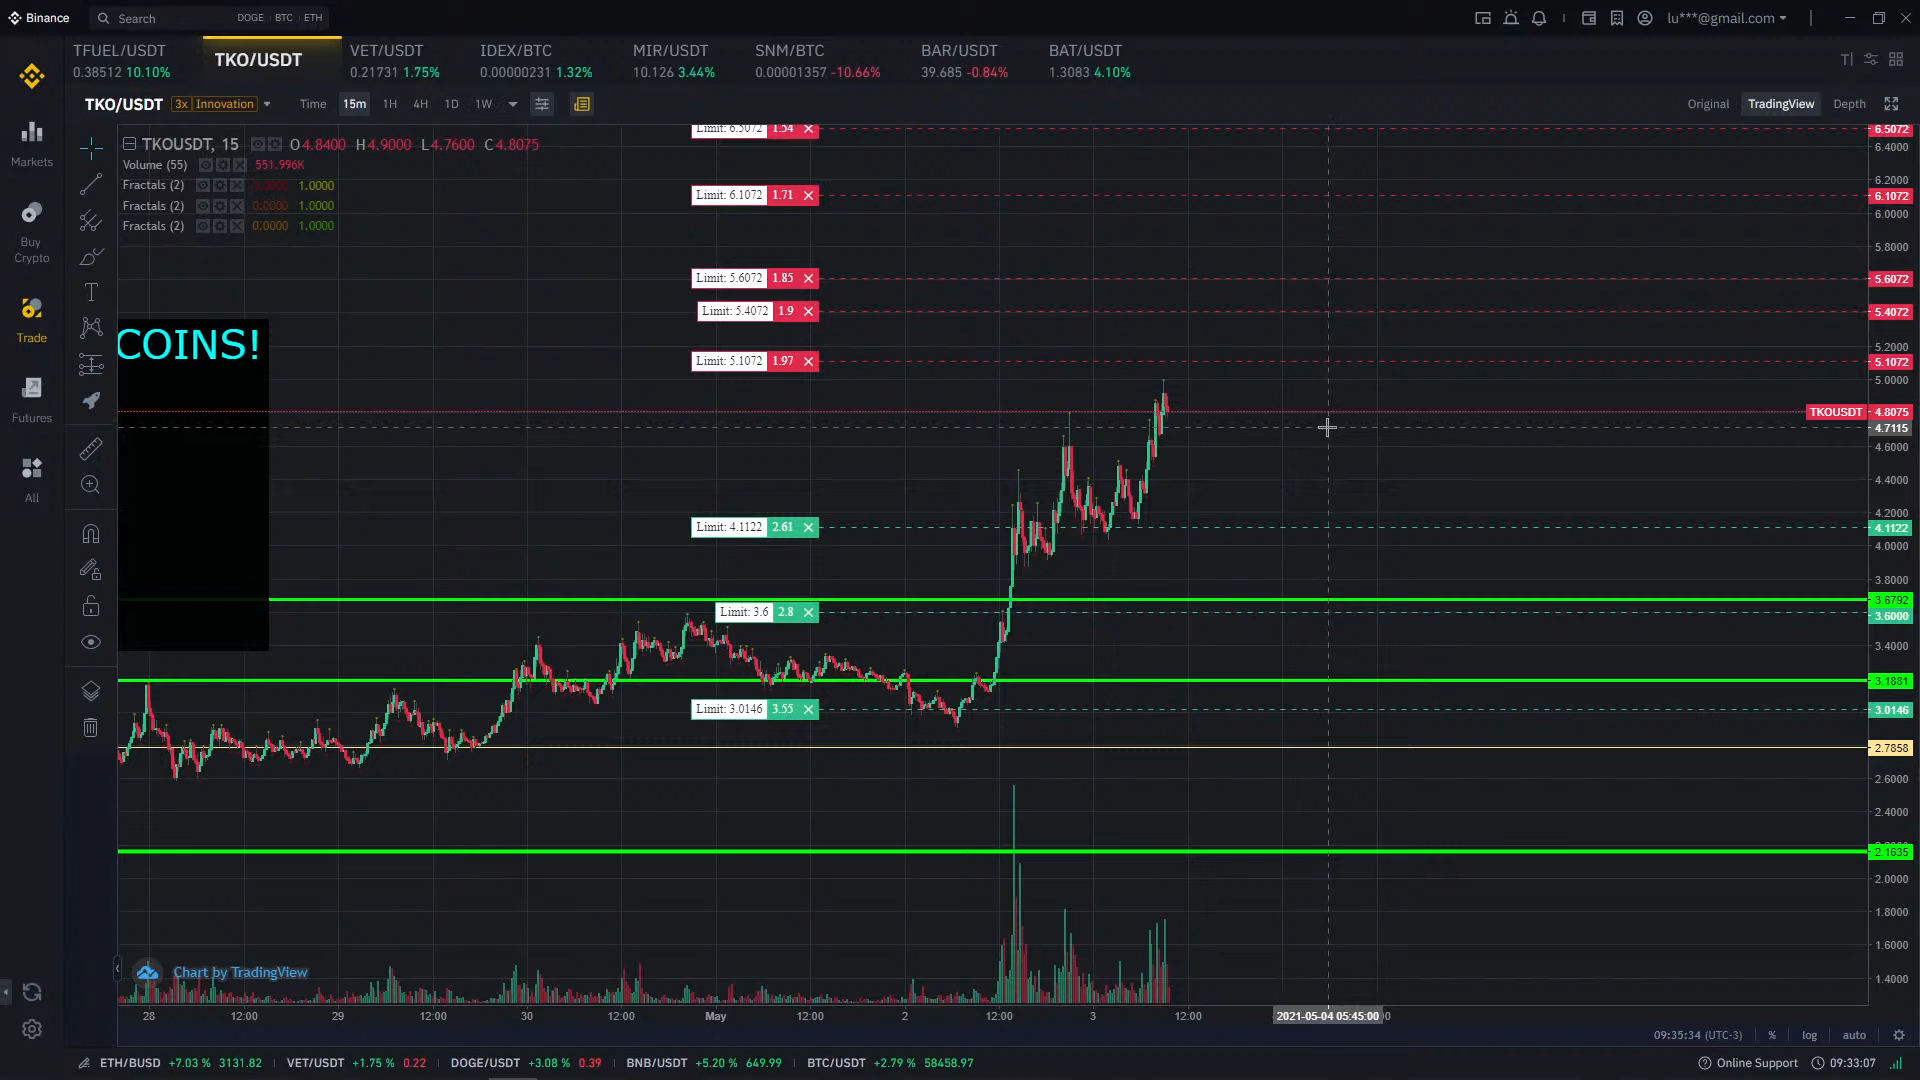 Binance
Search
DOGE BTC ETH
lu***@gmail.com
TFUEL/USDT
0.38512 10.10%
TKO/USDT
VET/USDT
0.21731 1.75%
IDEX/BTC
0.00000231 1.32%
MIR/USDT
10.126 3.44%
SNM/BTC
0.00001357 -10.66%
BAR/USDT
39.685 -0.84%
BAT/USDT
1.3083 4.10%
TKO/USDT 3x Innovation Time 15m 1H 4H 1D 1W
Original TradingView Depth
Markets
Buy
Crypto
Trade
Futures
All
TKOUSDT, 15 O4.8400 H4.9000 L4.7600 C4.8075
Volume (55) 551.996K
Fractals (2) 0.0000 1.0000
Fractals (2) 0.0000 1.0000
Fractals (2) 0.0000 1.0000
COINS!
Limit: 6.5072 1.54
Limit: 6.1072 1.71
Limit: 5.6072 1.85
Limit: 5.4072 1.9
Limit: 5.1072 1.97
Limit: 4.1122 2.61
Limit: 3.6 2.8
Limit: 3.0146 3.55
6.5072
6.4000
6.2000
6.1072
6.0000
5.8000
5.6072
5.4072
5.2000
5.1072
5.0000
TKOUSDT 4.8075
4.7115
4.6000
4.4000
4.2000
4.1122
4.0000
3.8000
3.6792
3.6000
3.4000
3.1881
3.0146
2.7858
2.6000
2.4000
2.1635
2.0000
1.8000
1.6000
1.4000
Chart by TradingView
28 12:00 29 12:00 30 12:00 May 12:00 2 12:00 3 12:00 2021-05-04 05:45:00
09:35:34 (UTC-3) % log auto
ETH/BUSD +7.03 % 3131.82
VET/USDT +1.75 % 0.22
DOGE/USDT +3.08 % 0.39
BNB/USDT +5.20 % 649.99
BTC/USDT +2.79 % 58458.97
Online Support 09:33:07